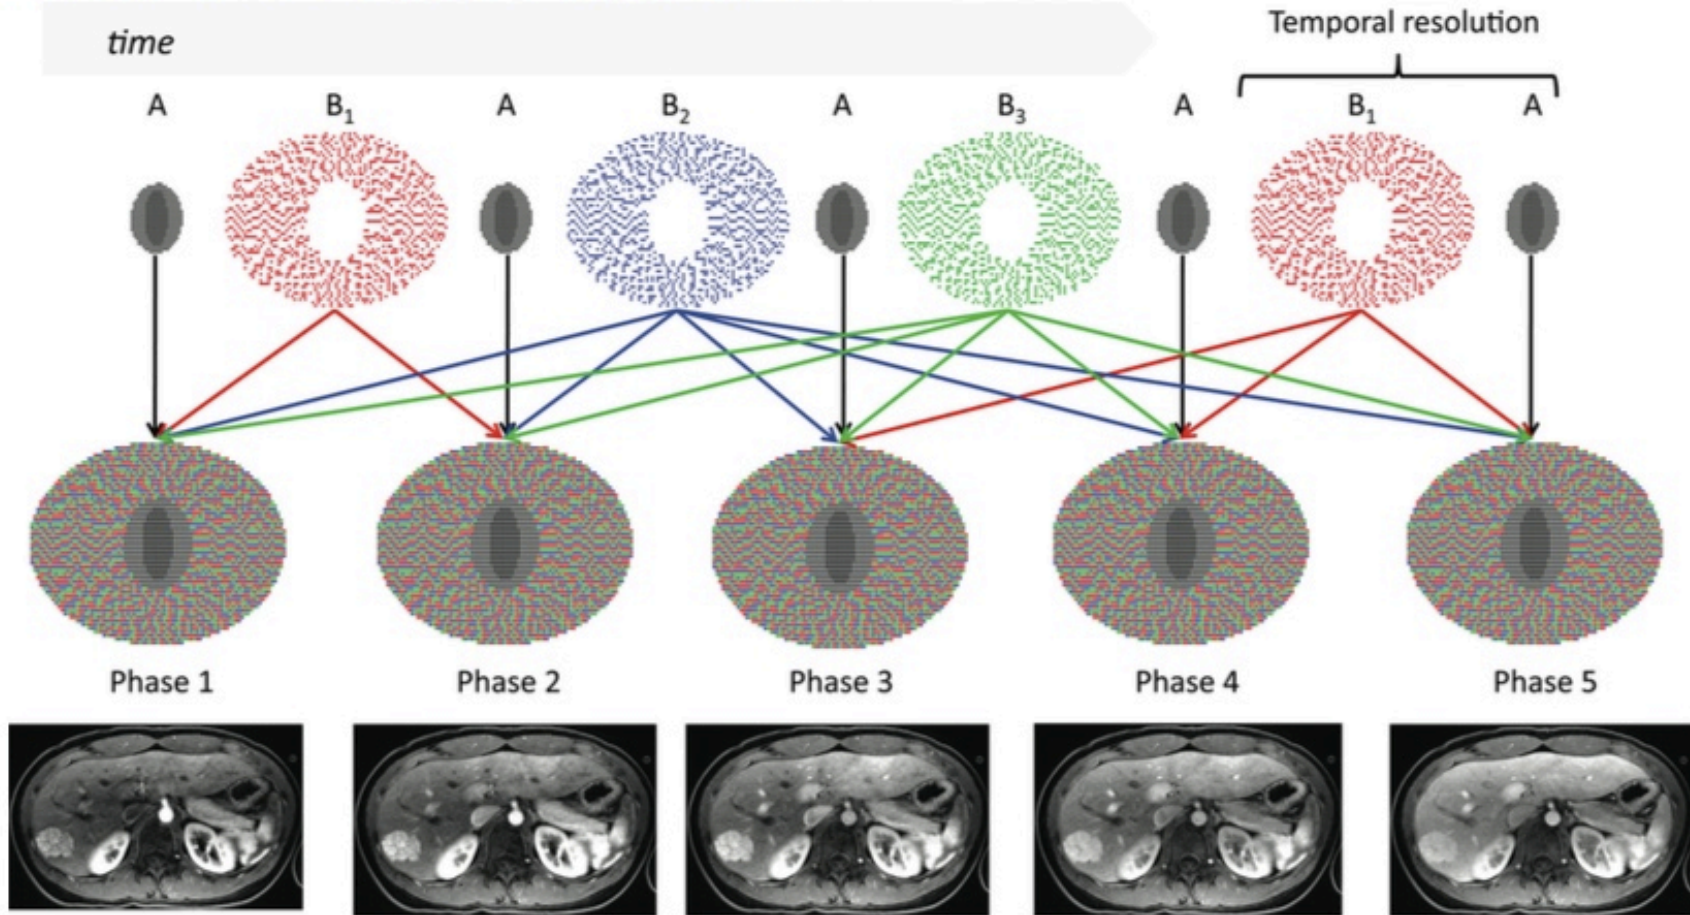 time
Temporal resolution
A B₁ A B₂ A B₃ A B₁ A
Phase 1 Phase 2 Phase 3 Phase 4 Phase 5